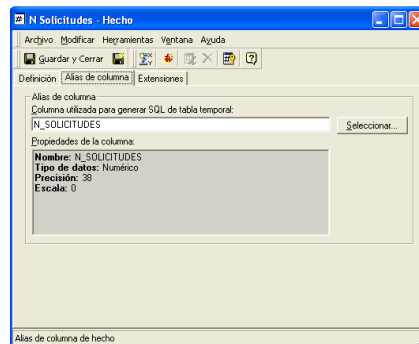 N Solicitudes - Hecho
Archivo Modificar Herramientas Ventana Ayuda
Guardar y Cerrar
Definición Alias de columna Extensiones
Alias de columna
Columna utilizada para generar SQL de tabla temporal:
N_SOLICITUDES
Seleccionar...
Propiedades de la columna:
Nombre: N_SOLICITUDES
Tipo de datos: Numérico
Precisión: 38
Escala: 0
Alias de columna de hecho